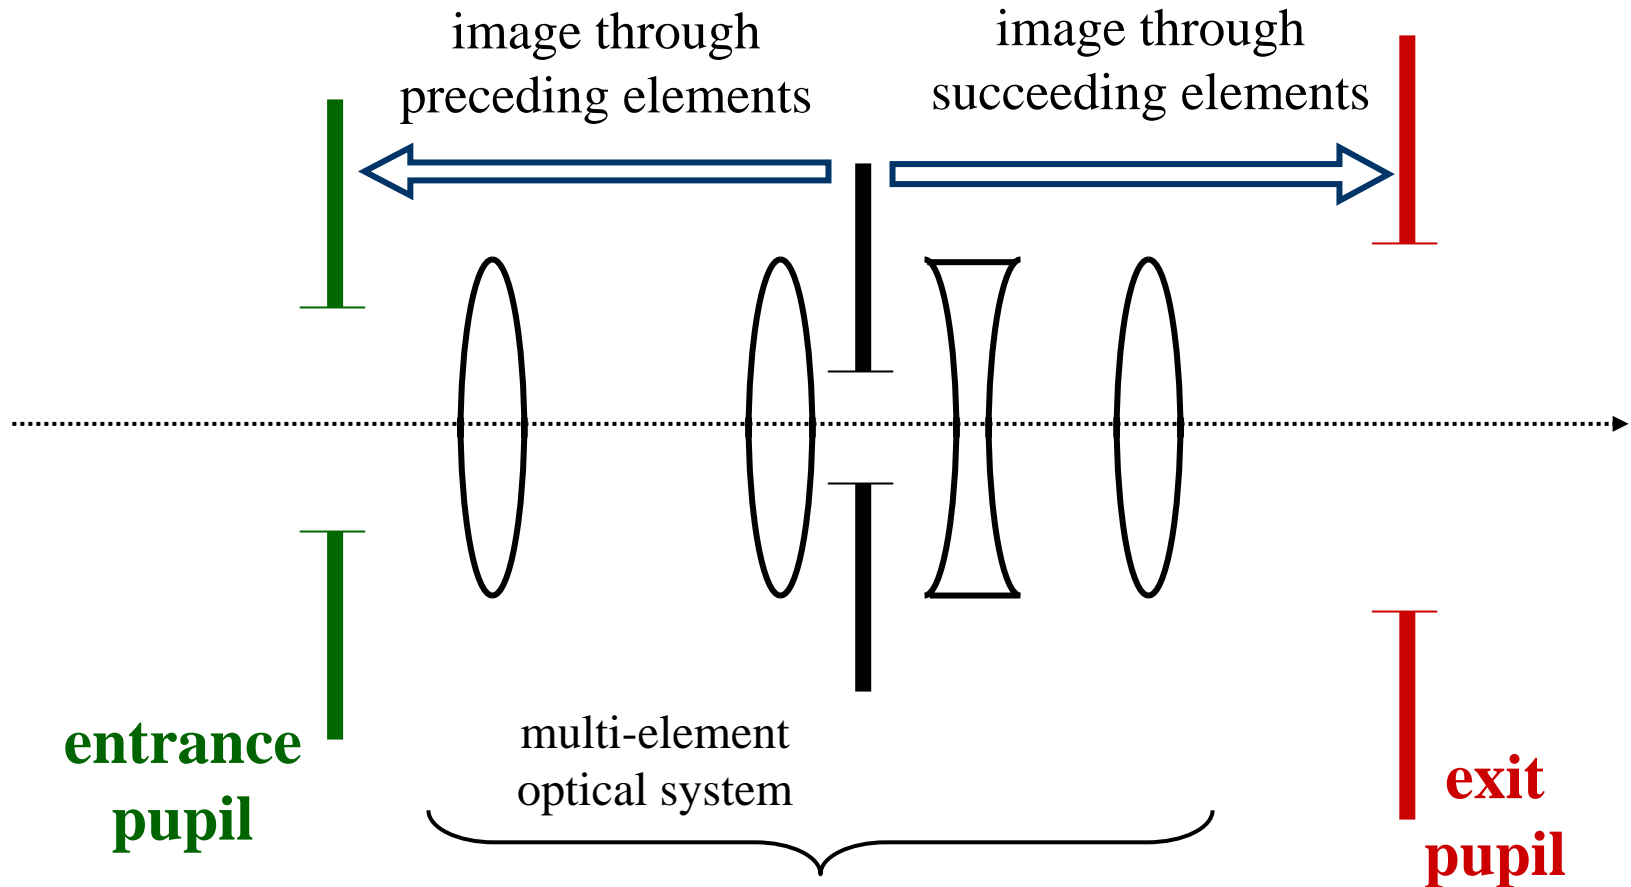 image through
preceding elements
image through
succeeding elements
entrance
pupil
multi-element
optical system
exit
pupil